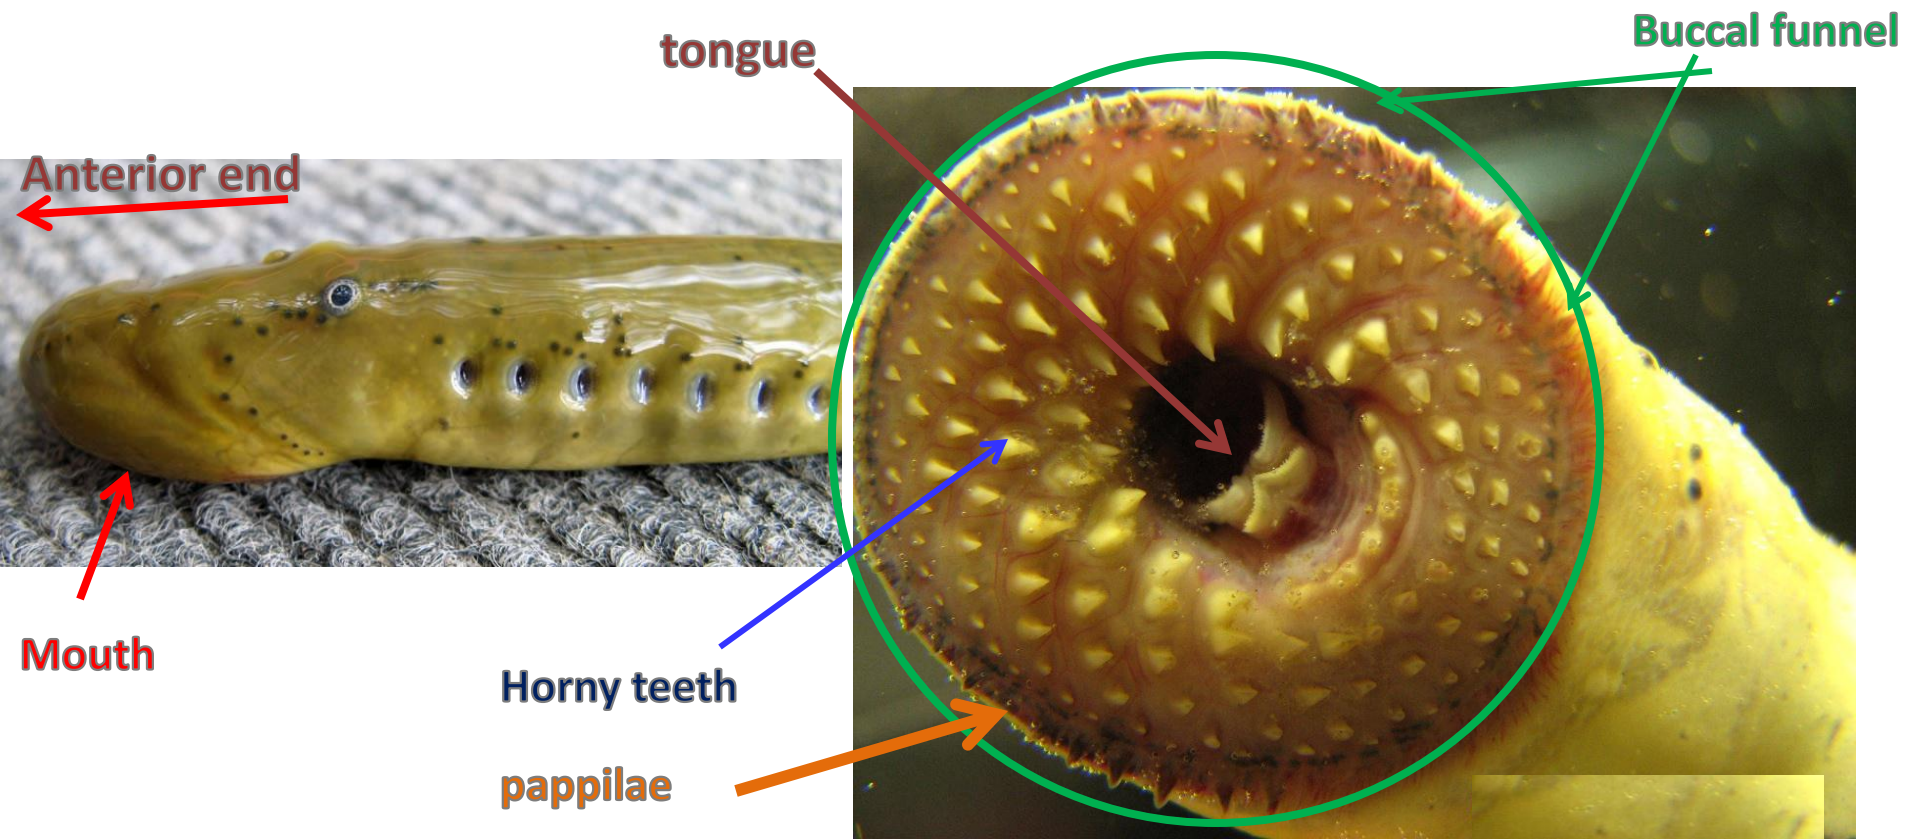 tongue
Buccal funnel
Anterior end
Mouth
Horny teeth
pappilae